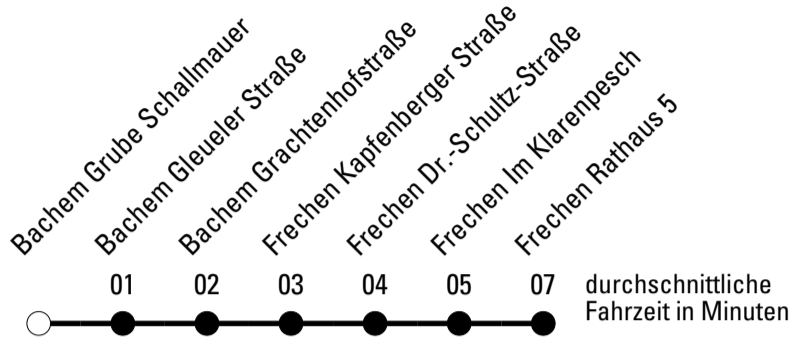 Bachem Grube Schallmauer
Bachem Gleueler Straße
Bachem Grachtenhofstraße
Frechen Kapfenberger Straße
Frechen Dr.-Schultz-Straße
Frechen Im Klarenpesch
Frechen Rathaus 5
01 02 03 04 05 07
durchschnittliche
Fahrzeit in Minuten